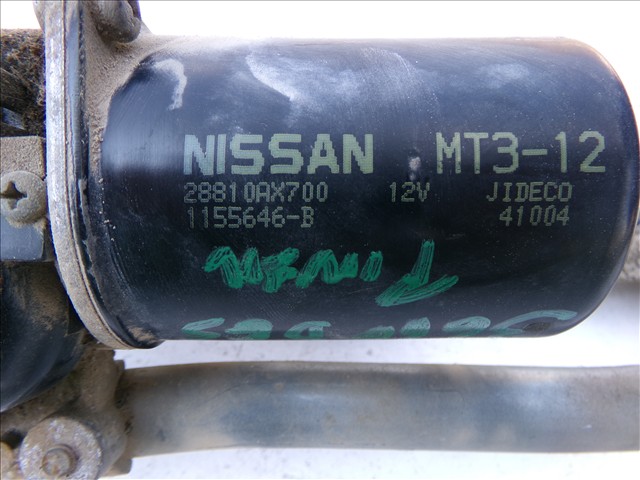 NISSAN MT3-12
28810AX700 12V JIDECO
1155646-B 41004